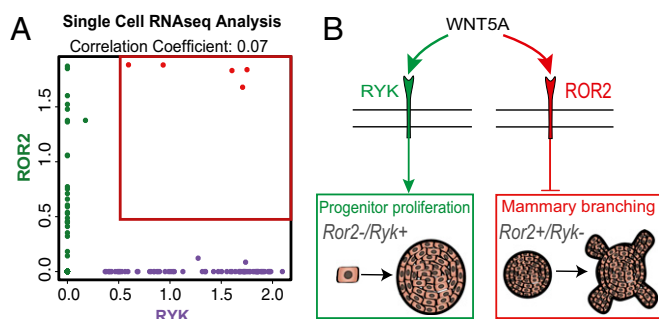 A
Single Cell RNAseq Analysis
Correlation Coefficient: 0.07
ROR2
0.0 0.5 1.0 1.5
0.0 0.5 1.0 1.5 2.0
RYK
B
WNT5A
RYK ROR2
Progenitor proliferation
Ror2-/Ryk+
Mammary branching
Ror2+/Ryk-